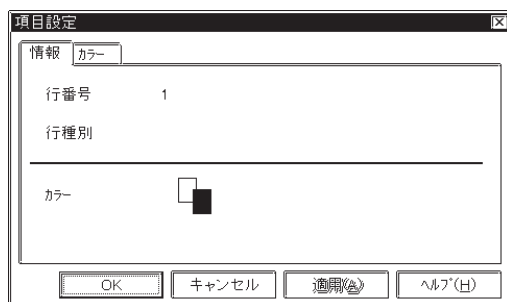 項目設定
情報 ｶﾗｰ
行番号 1
行種別
ｶﾗｰ
OK キャンセル 適用(A) ﾍﾙﾌﾟ(H)